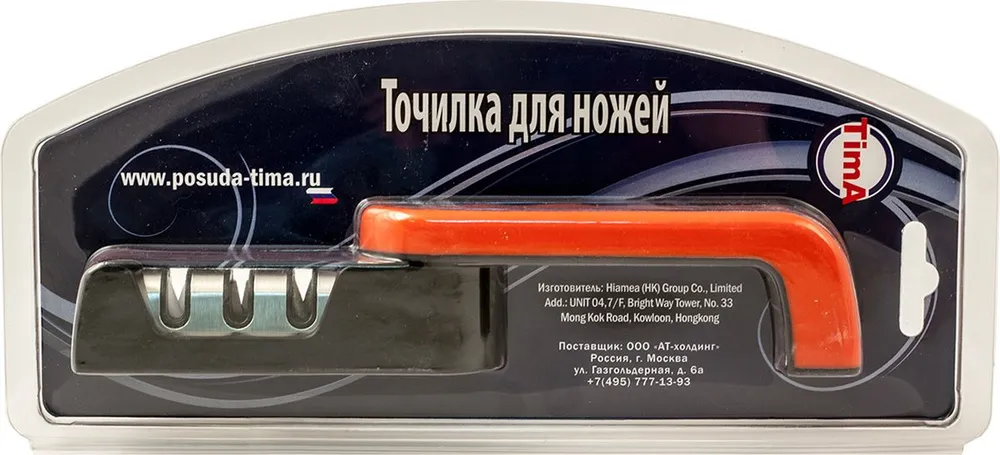 Точилка для ножей
TimA
www.posuda-tima.ru
Изготовитель: Hiamea (HK) Group Co., Limited
Add.: UNIT 04,7/F, Bright Way Tower, No. 33
Mong Kok Road, Kowloon, Hongkong
Поставщик: ООО «АТ-холдинг»
Россия, г. Москва
ул. Газгольдерная, д. 6а
+7(495) 777-13-93